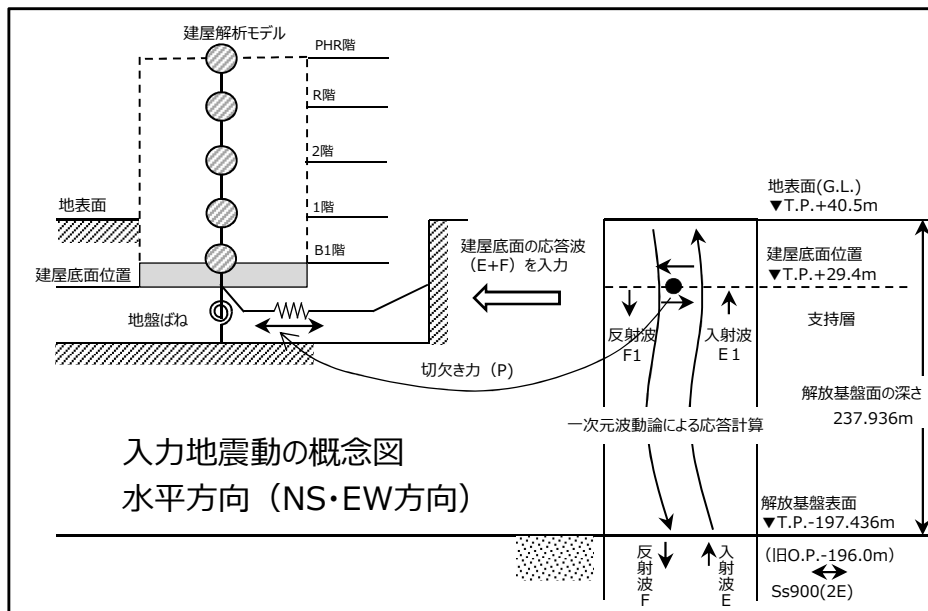 建屋解析モデル
PHR階
R階
2階
1階
B1階
地表面
建屋底面位置
地盤ばね
建屋底面の応答波
（E+F）を入力
切欠き力（P）
地表面(G.L.)
▼T.P.+40.5m
建屋底面位置
▼T.P.+29.4m
支持層
反射波
F1
入射波
E1
一次元波動論による応答計算
解放基盤面の深さ
237.936m
入力地震動の概念図
水平方向（NS・EW方向）
解放基盤表面
▼T.P.-197.436m
反射波F
入射波E
(旧O.P.-196.0m)
Ss900(2E)